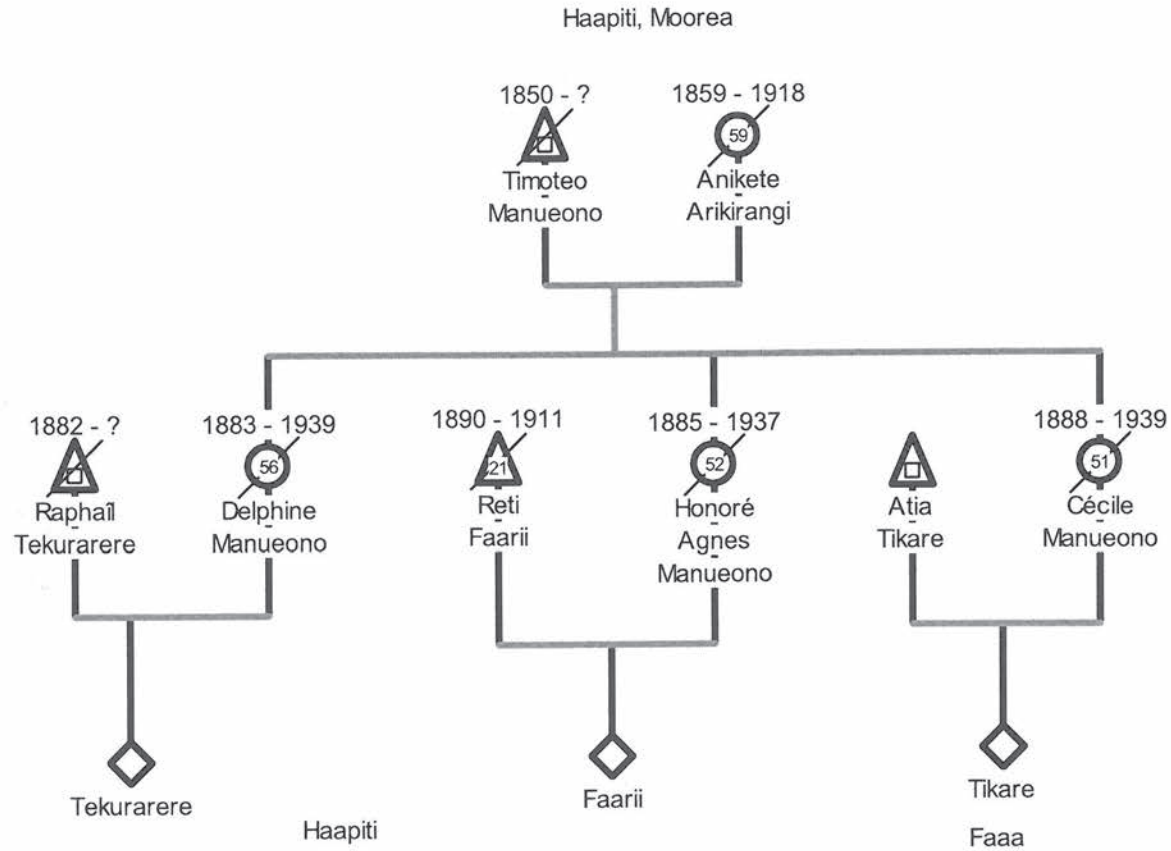 Haapiti, Moorea
1850 - ?
1859 - 1918
59
Timoteo
Manueono
Anikete
Arikirangi
1882 - ?
1883 - 1939
1890 - 1911
1885 - 1937
1888 - 1939
56
21
52
51
Raphaîl
Tekurarere
Delphine
Manueono
Reti
Faarii
Honoré
Agnes
Manueono
Atia
Tikare
Cécile
Manueono
Tekurarere
Faarii
Tikare
Haapiti
Faaa